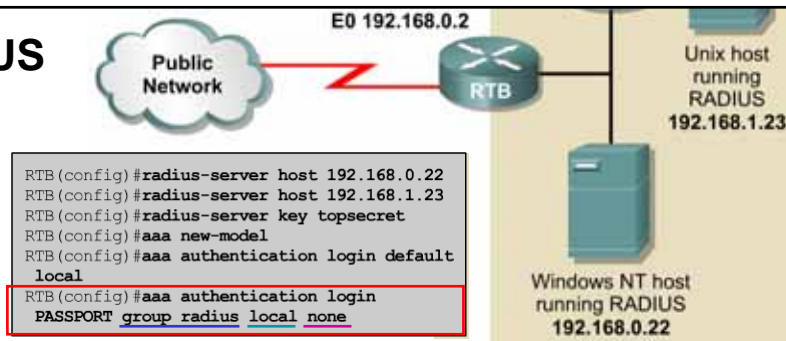 E0 192.168.0.2
US
Public
Network
RTB
Unix host
running
RADIUS
192.168.1.23
RTB(config)#radius-server host 192.168.0.22
RTB(config)#radius-server host 192.168.1.23
RTB(config)#radius-server key topsecret
RTB(config)#aaa new-model
RTB(config)#aaa authentication login default
local
RTB(config)#aaa authentication login
PASSPORT group radius local none
Windows NT host
running RADIUS
192.168.0.22